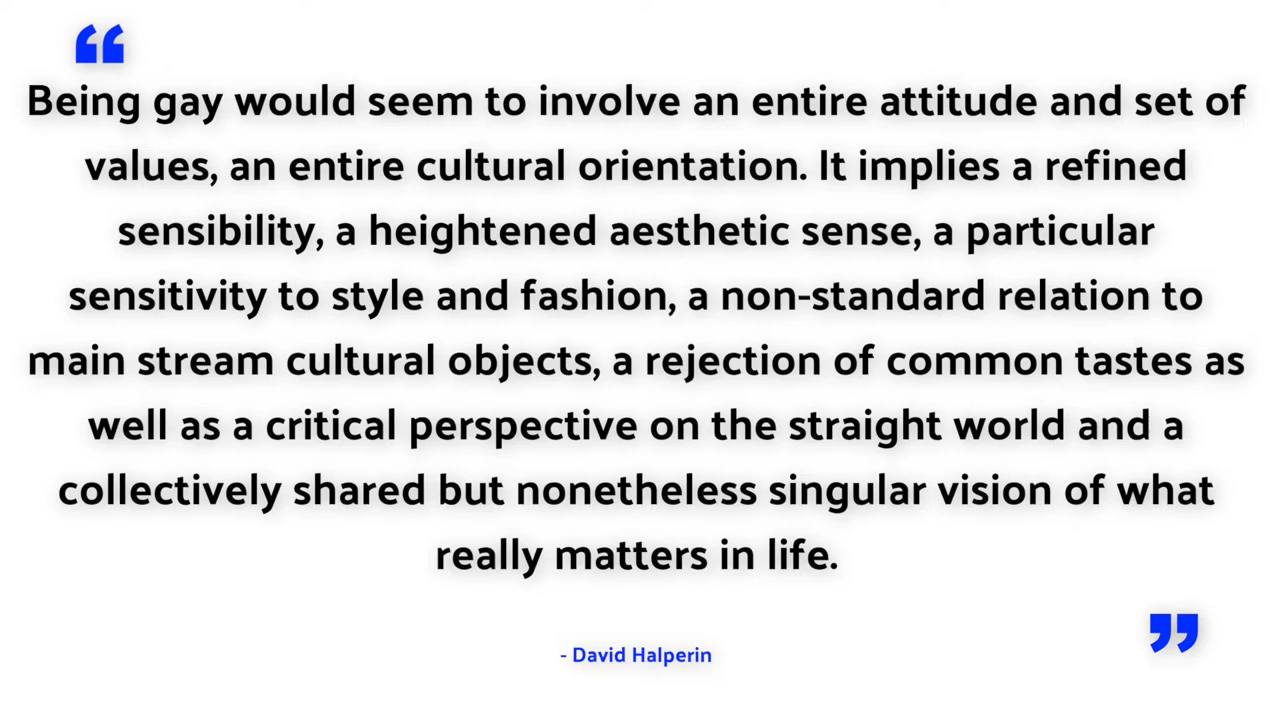 “
Being gay would seem to involve an entire attitude and set of
values, an entire cultural orientation. It implies a refined
sensibility, a heightened aesthetic sense, a particular
sensitivity to style and fashion, a non-standard relation to
main stream cultural objects, a rejection of common tastes as
well as a critical perspective on the straight world and a
collectively shared but nonetheless singular vision of what
really matters in life.
”
- David Halperin